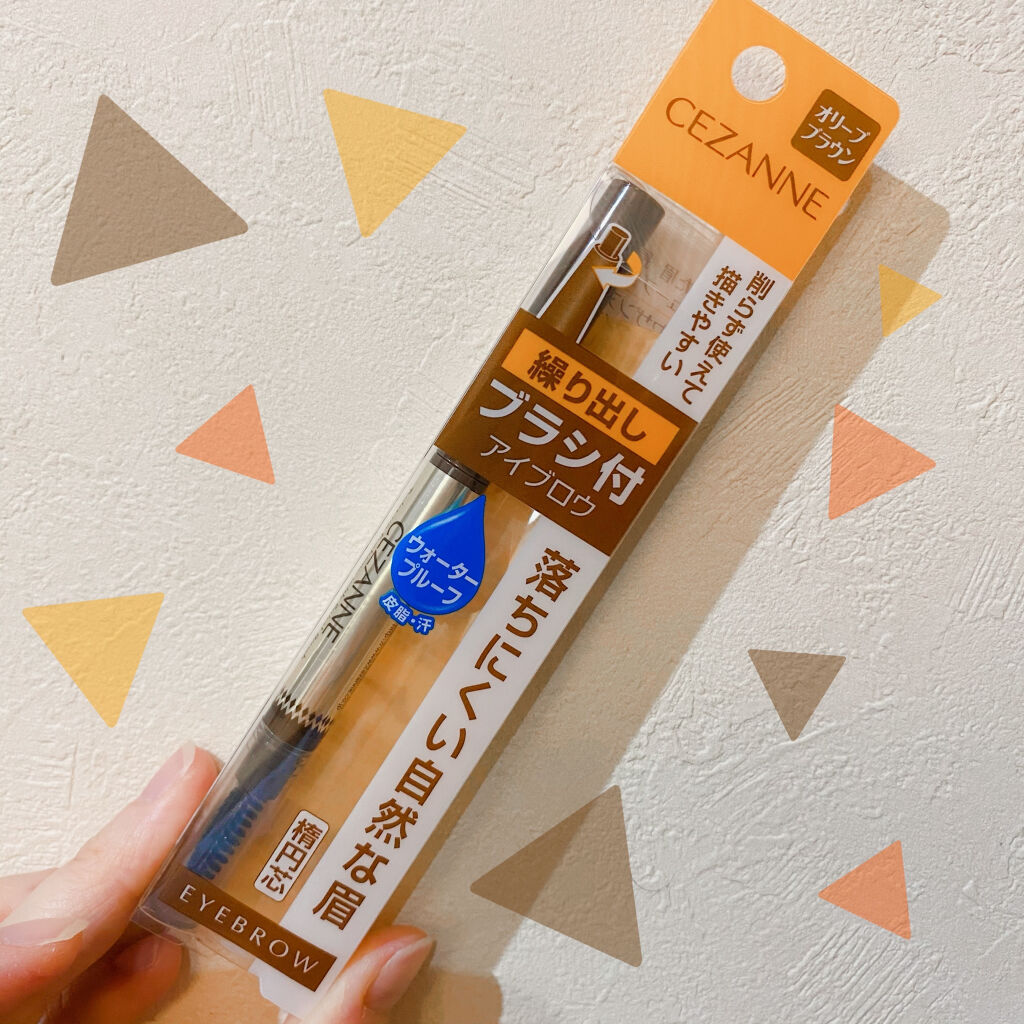 CEZANNE
オリーブ
ブラウン
削らず使えて
描きやすい
繰り出し
ブラシ付
アイブロウ
CEZANNE
ウォーター
プルーフ
皮脂・汗
落ちにくい自然な眉
楕円芯
EYEBROW